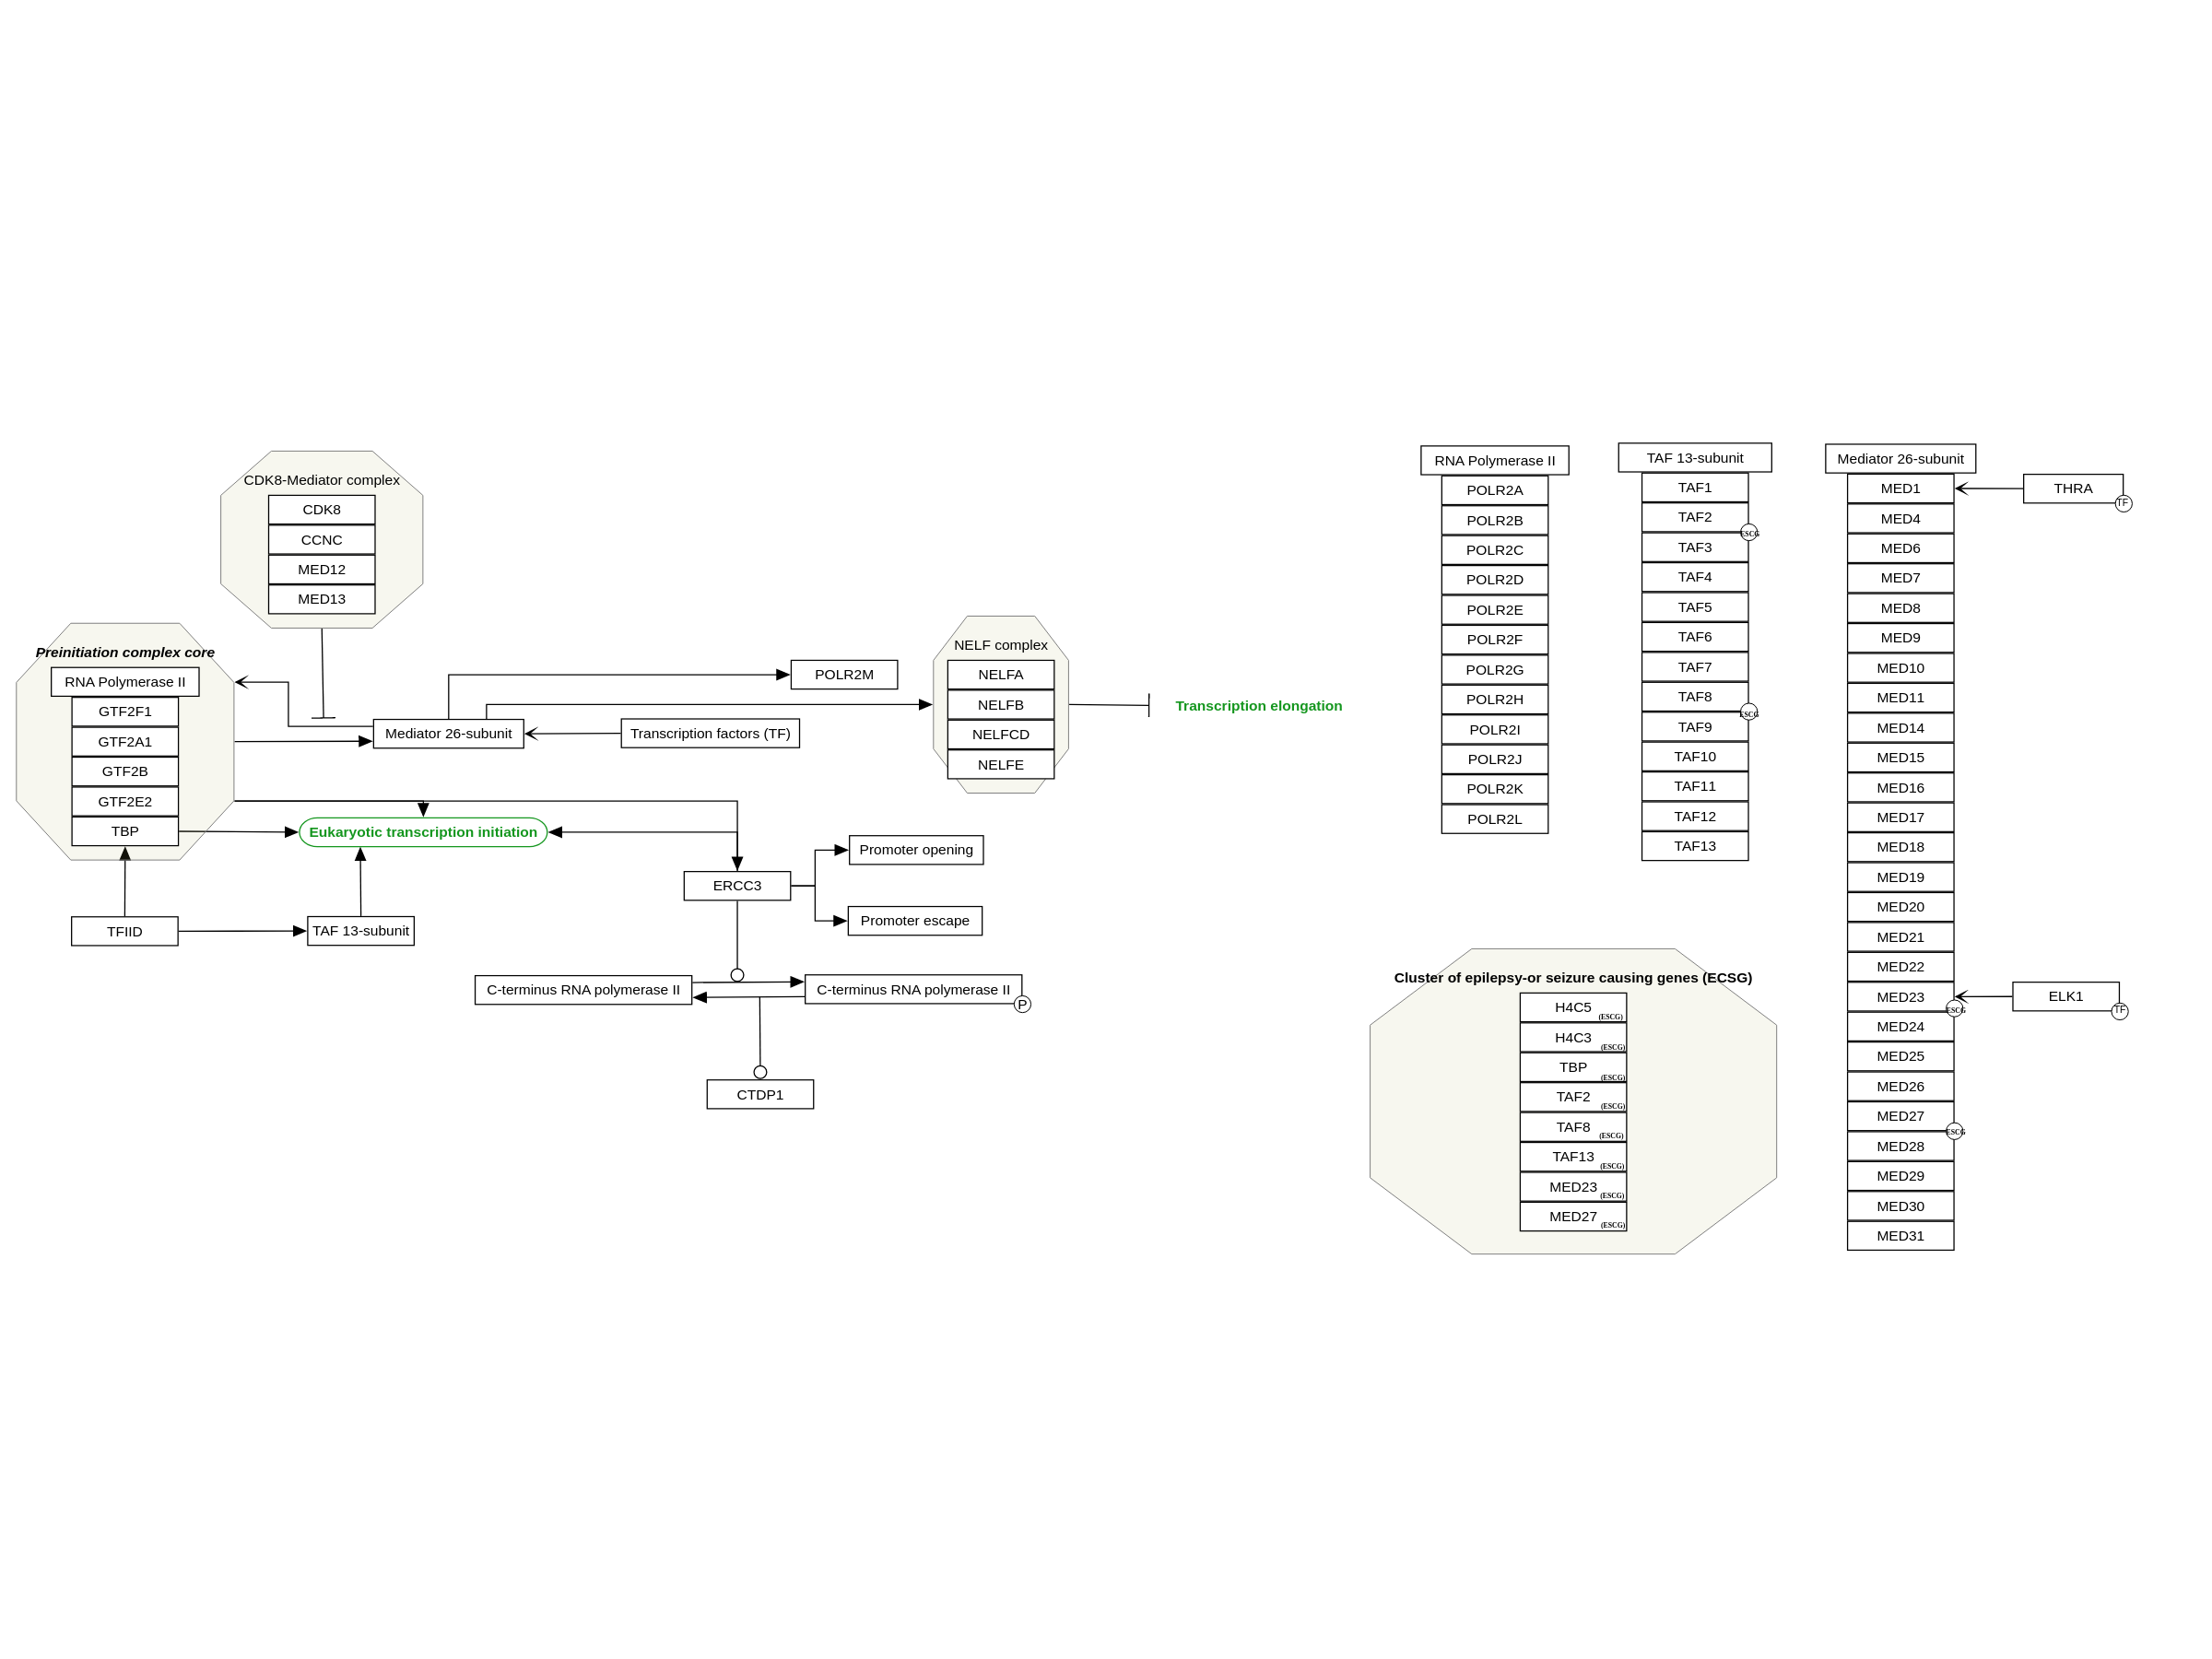 CDK8-Mediator complex
CDK8
CCNC
MED12
MED13
Preinitiation complex core
RNA Polymerase II
GTF2F1
GTF2A1
GTF2B
GTF2E2
TBP
TFIID
TAF 13-subunit
Eukaryotic transcription initiation
Mediator 26-subunit
Transcription factors (TF)
POLR2M
NELF complex
NELFA
NELFB
NELFCD
NELFE
Transcription elongation
ERCC3
Promoter opening
Promoter escape
C-terminus RNA polymerase II
C-terminus RNA polymerase II
P
CTDP1
RNA Polymerase II
POLR2A
POLR2B
POLR2C
POLR2D
POLR2E
POLR2F
POLR2G
POLR2H
POLR2I
POLR2J
POLR2K
POLR2L
TAF 13-subunit
TAF1
TAF2
ESCG
TAF3
TAF4
TAF5
TAF6
TAF7
TAF8
ESCG
TAF9
TAF10
TAF11
TAF12
TAF13
Mediator 26-subunit
MED1
MED4
MED6
MED7
MED8
MED9
MED10
MED11
MED14
MED15
MED16
MED17
MED18
MED19
MED20
MED21
MED22
MED23
ESCG
MED24
MED25
MED26
MED27
ESCG
MED28
MED29
MED30
MED31
THRA
TF
ELK1
TF
Cluster of epilepsy-or seizure causing genes (ECSG)
H4C5 (ESCG)
H4C3 (ESCG)
TBP (ESCG)
TAF2 (ESCG)
TAF8 (ESCG)
TAF13 (ESCG)
MED23 (ESCG)
MED27 (ESCG)